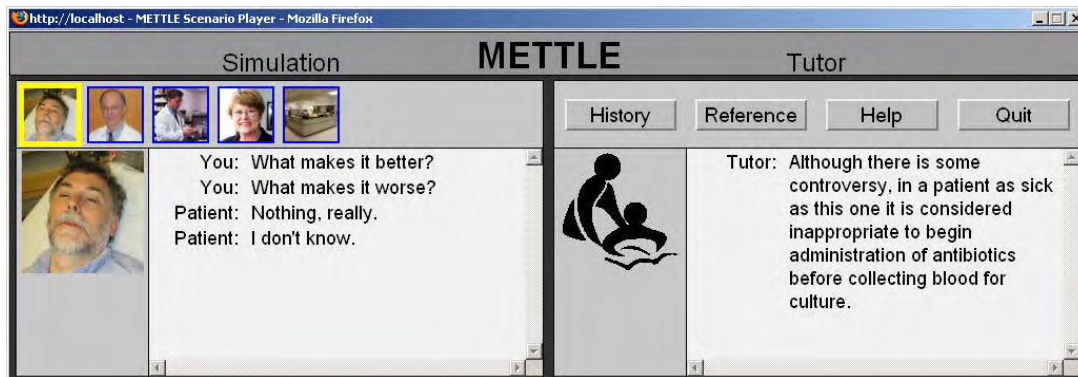 http://localhost - METTLE Scenario Player - Mozilla Firefox
Simulation METTLE Tutor
History Reference Help Quit
You: What makes it better?
You: What makes it worse?
Patient: Nothing, really.
Patient: I don't know.
Tutor: Although there is some
controversy, in a patient as sick
as this one it is considered
inappropriate to begin
administration of antibiotics
before collecting blood for
culture.